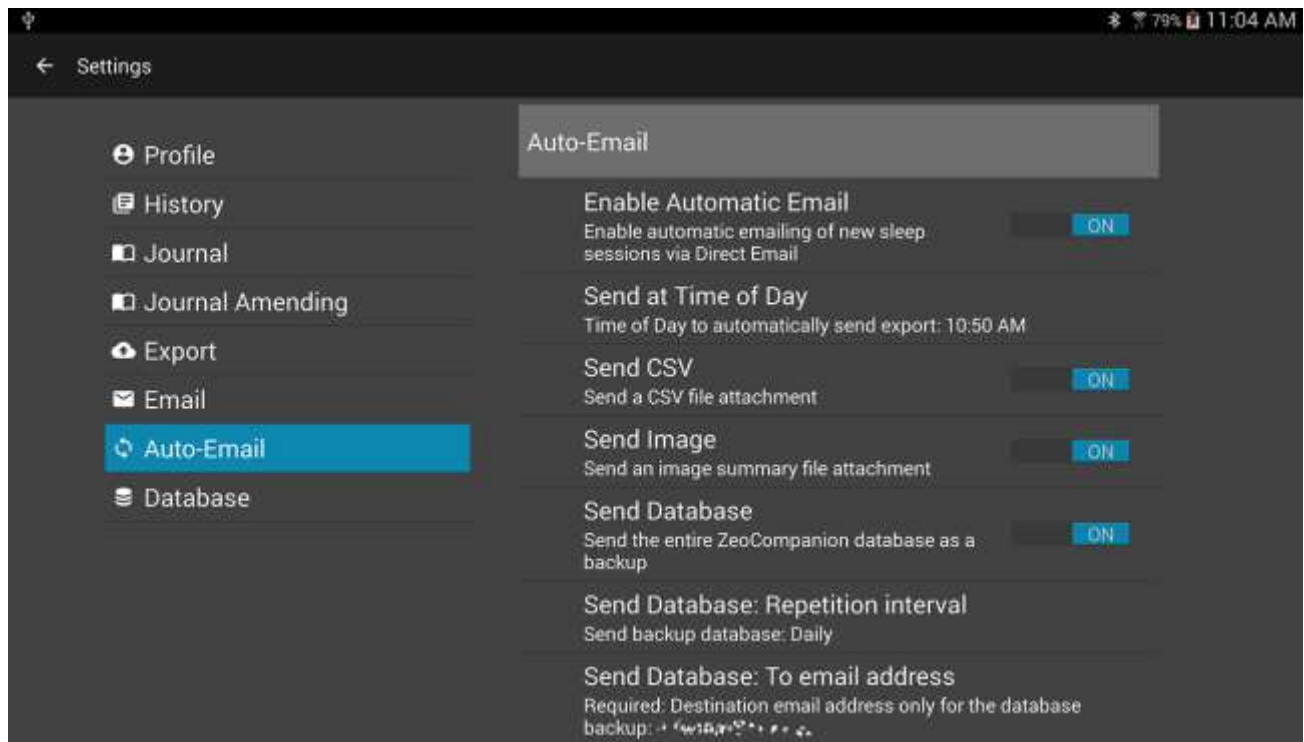 79% 11:04 AM
Settings
Profile
History
Journal
Journal Amending
Export
Email
Auto-Email
Database
Auto-Email
Enable Automatic Email
Enable automatic emailing of new sleep
sessions via Direct Email
ON
Send at Time of Day
Time of Day to automatically send export: 10:50 AM
Send CSV
Send a CSV file attachment
ON
Send Image
Send an image summary file attachment
ON
Send Database
Send the entire ZeoCompanion database as a
backup
ON
Send Database: Repetition interval
Send backup database: Daily
Send Database: To email address
Required: Destination email address only for the database
backup: